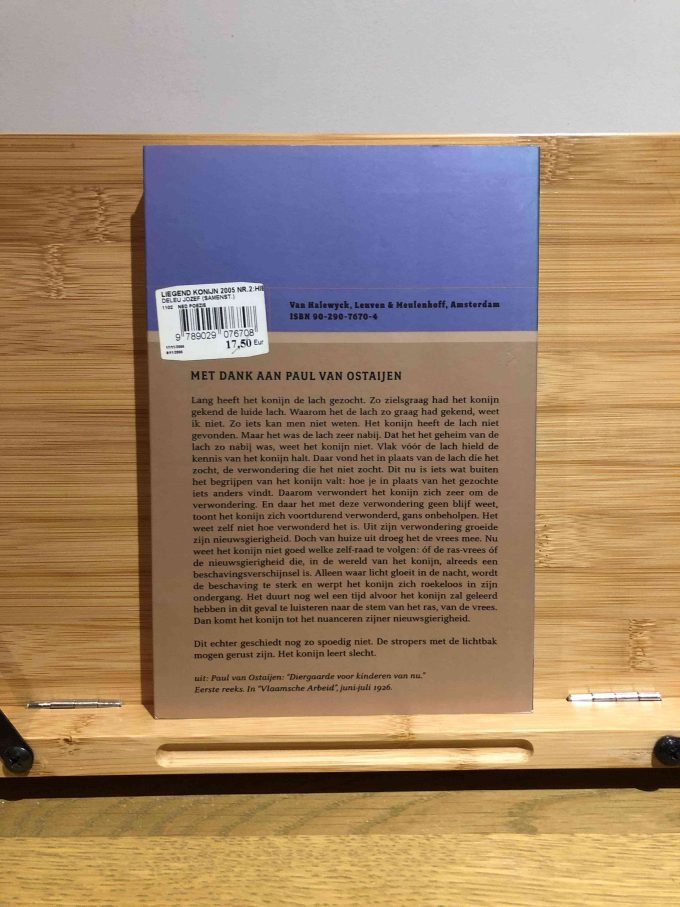 LIEGEND KONIJN 2005 NR.2:HIE
DELEU JOZEF (SAMENST.)
1102 NED POEZIE
9 789029 076708
17,50 Eur
Van Halewyck, Leuven & Meulenhoff, Amsterdam
ISBN 90-290-7670-4
MET DANK AAN PAUL VAN OSTAIJEN
Lang heeft het konijn de lach gezocht. Zo zielsgraag had het konijn
gekend de luide lach. Waarom het de lach zo graag had gekend, weet
ik niet. Zo iets kan men niet weten. Het konijn heeft de lach niet
gevonden. Maar het was de lach zeer nabij. Dat het het geheim van de
lach zo nabij was, weet het konijn niet. Vlak vóór de lach hield de
kennis van het konijn halt. Daar vond het in plaats van de lach die het
zocht, de verwondering die het niet zocht. Dit nu is iets wat buiten
het begrijpen van het konijn valt: hoe je in plaats van het gezochte
iets anders vindt. Daarom verwondert het konijn zich zeer om de
verwondering. En daar het met deze verwondering geen blijf weet,
toont het konijn zich voortdurend verwonderd, gans onbeholpen. Het
weet zelf niet hoe verwonderd het is. Uit zijn verwondering groeide
zijn nieuwsgierigheid. Doch van huize uit droeg het de vrees mee. Nu
weet het konijn niet goed welke zelf-raad te volgen: óf de ras-vrees óf
de nieuwsgierigheid die, in de wereld van het konijn, alreeds een
beschavingsverschijnsel is. Alleen waar licht gloeit in de nacht, wordt
de beschaving te sterk en werpt het konijn zich roekeloos in zijn
ondergang. Het duurt nog wel een tijd alvoor het konijn zal geleerd
hebben in dit geval te luisteren naar de stem van het ras, van de vrees.
Dan komt het konijn tot het nuanceren zijner nieuwsgierigheid.
Dit echter geschiedt nog zo spoedig niet. De stropers met de lichtbak
mogen gerust zijn. Het konijn leert slecht.
uit: Paul van Ostaijen: "Diergaarde voor kinderen van nu."
Eerste reeks. In "Vlaamsche Arbeid", juni-juli 1926.